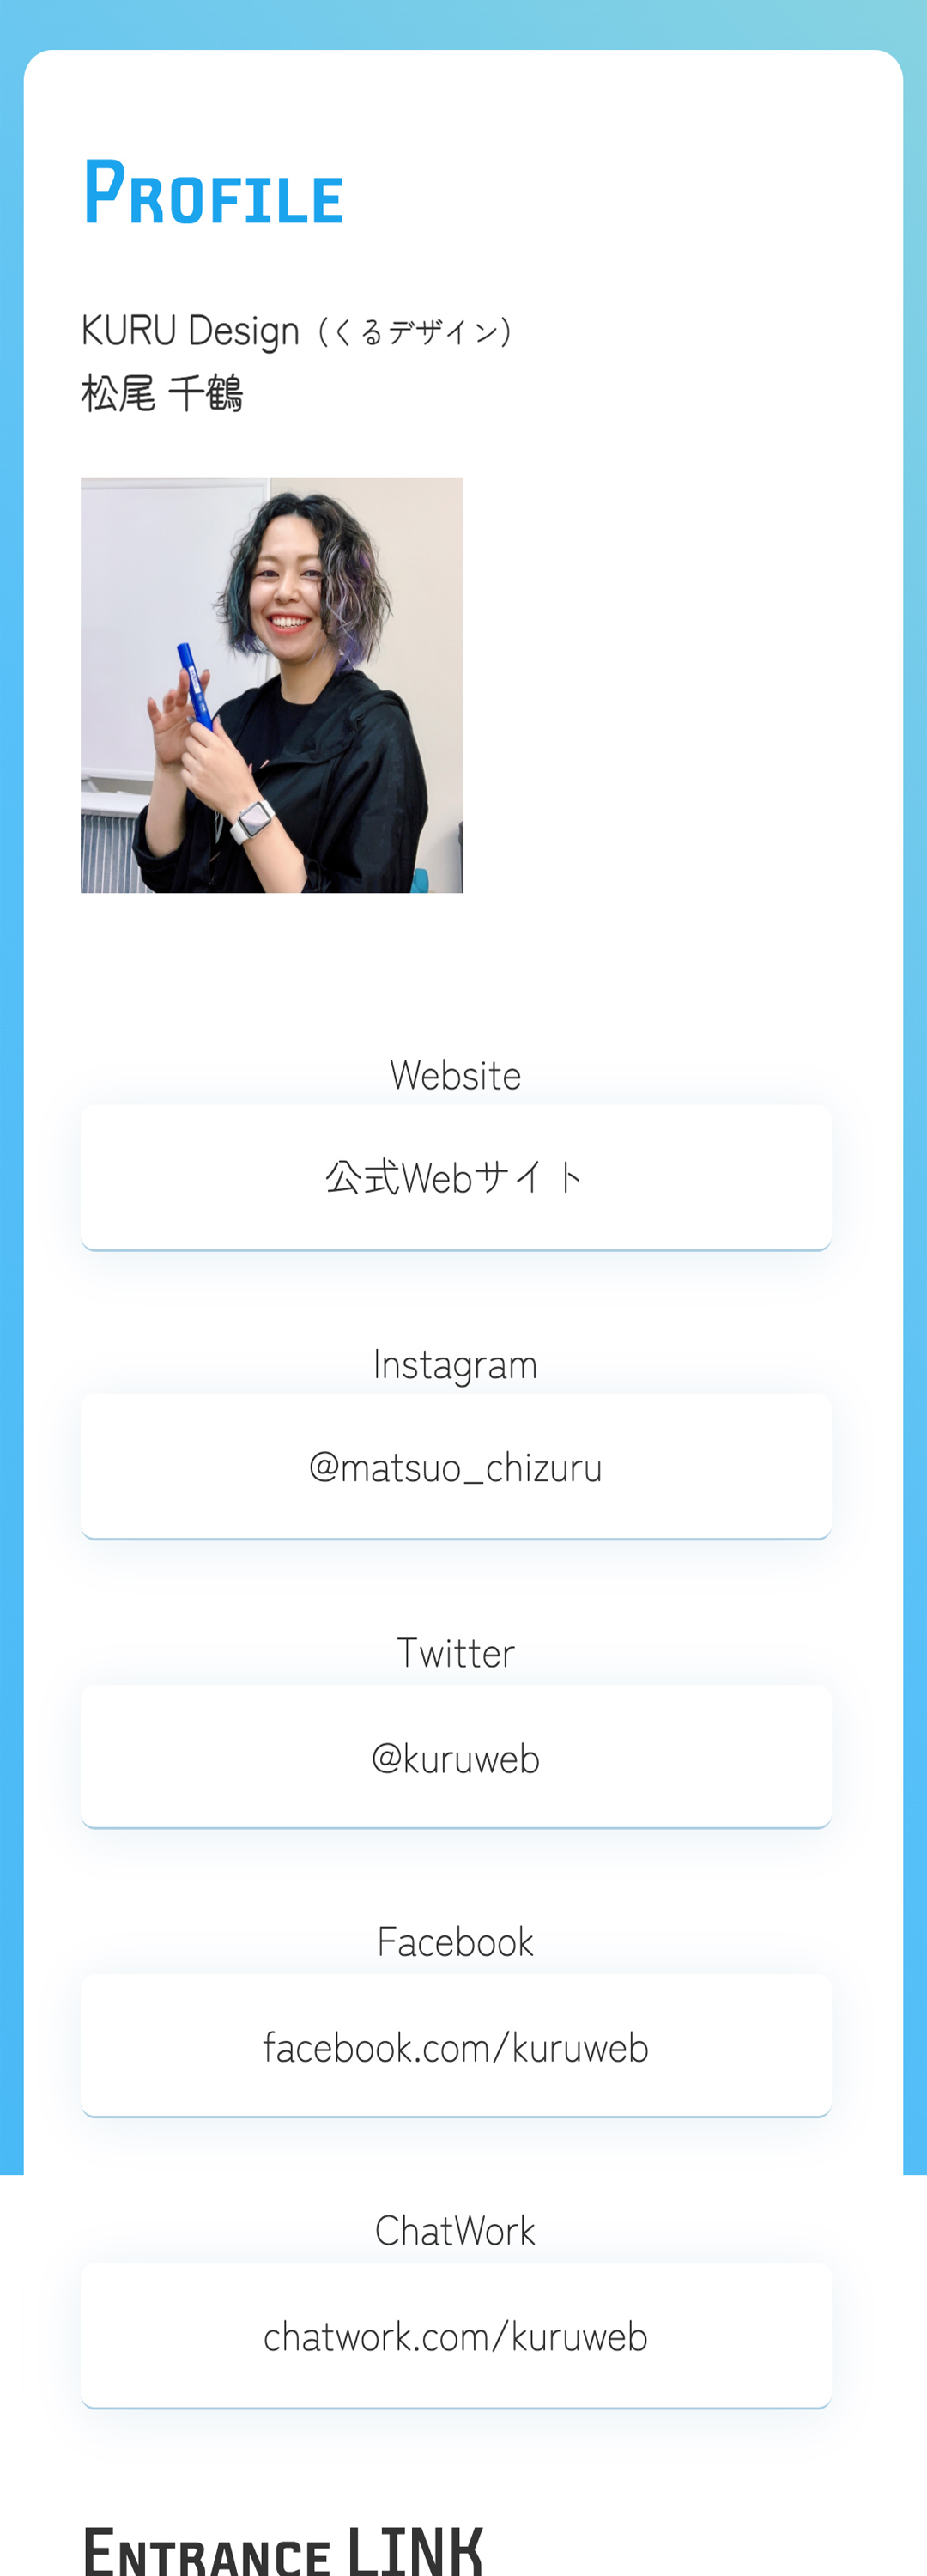 PROFILE
KURU Design（くるデザイン）
松尾 千鶴
Website
公式Webサイト
Instagram
@matsuo_chizuru
Twitter
@kuruweb
Facebook
facebook.com/kuruweb
ChatWork
chatwork.com/kuruweb
ENTRANCE LINK